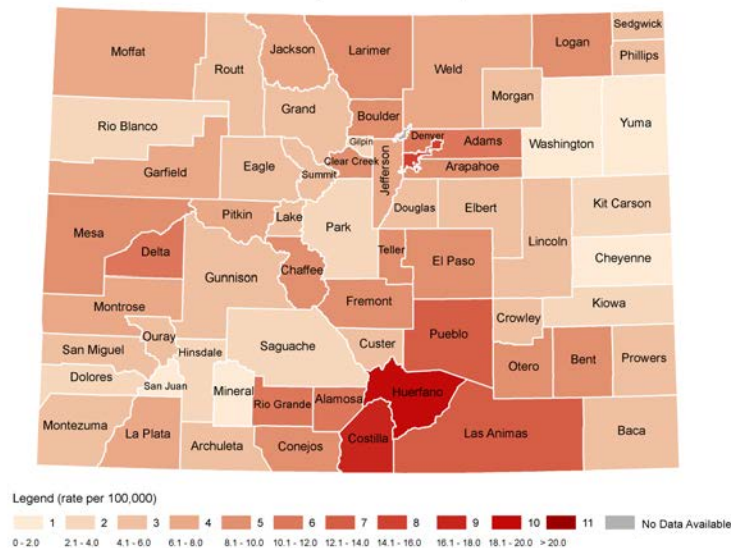 Sedgwick
Moffat
Jackson
Larimer
Logan
Routt
Weld
Phillips
Grand
Morgan
Boulder
Rio Blanco
Gilpin
Denver
Adams
Washington
Yuma
Garfield
Eagle
Clear Creek
Jefferson
Arapahoe
Summit
Pitkin
Lake
Park
Douglas
Elbert
Kit Carson
Mesa
Delta
Lincoln
Teller
El Paso
Cheyenne
Gunnison
Chaffee
Montrose
Fremont
Kiowa
Ouray
Crowley
Pueblo
San Miguel
Hinsdale
Saguache
Custer
Otero
Bent
Prowers
Dolores
San Juan
Mineral
Rio Grande
Alamosa
Huerfano
Montezuma
La Plata
Archuleta
Conejos
Costilla
Las Animas
Baca
Legend (rate per 100,000)
1 2 3 4 5 6 7 8 9 10 11 No Data Available
0 - 2.0 2.1 - 4.0 4.1 - 6.0 6.1 - 8.0 8.1 - 10.0 10.1 - 12.0 12.1 - 14.0 14.1 - 16.0 16.1 - 18.0 18.1 - 20.0 > 20.0